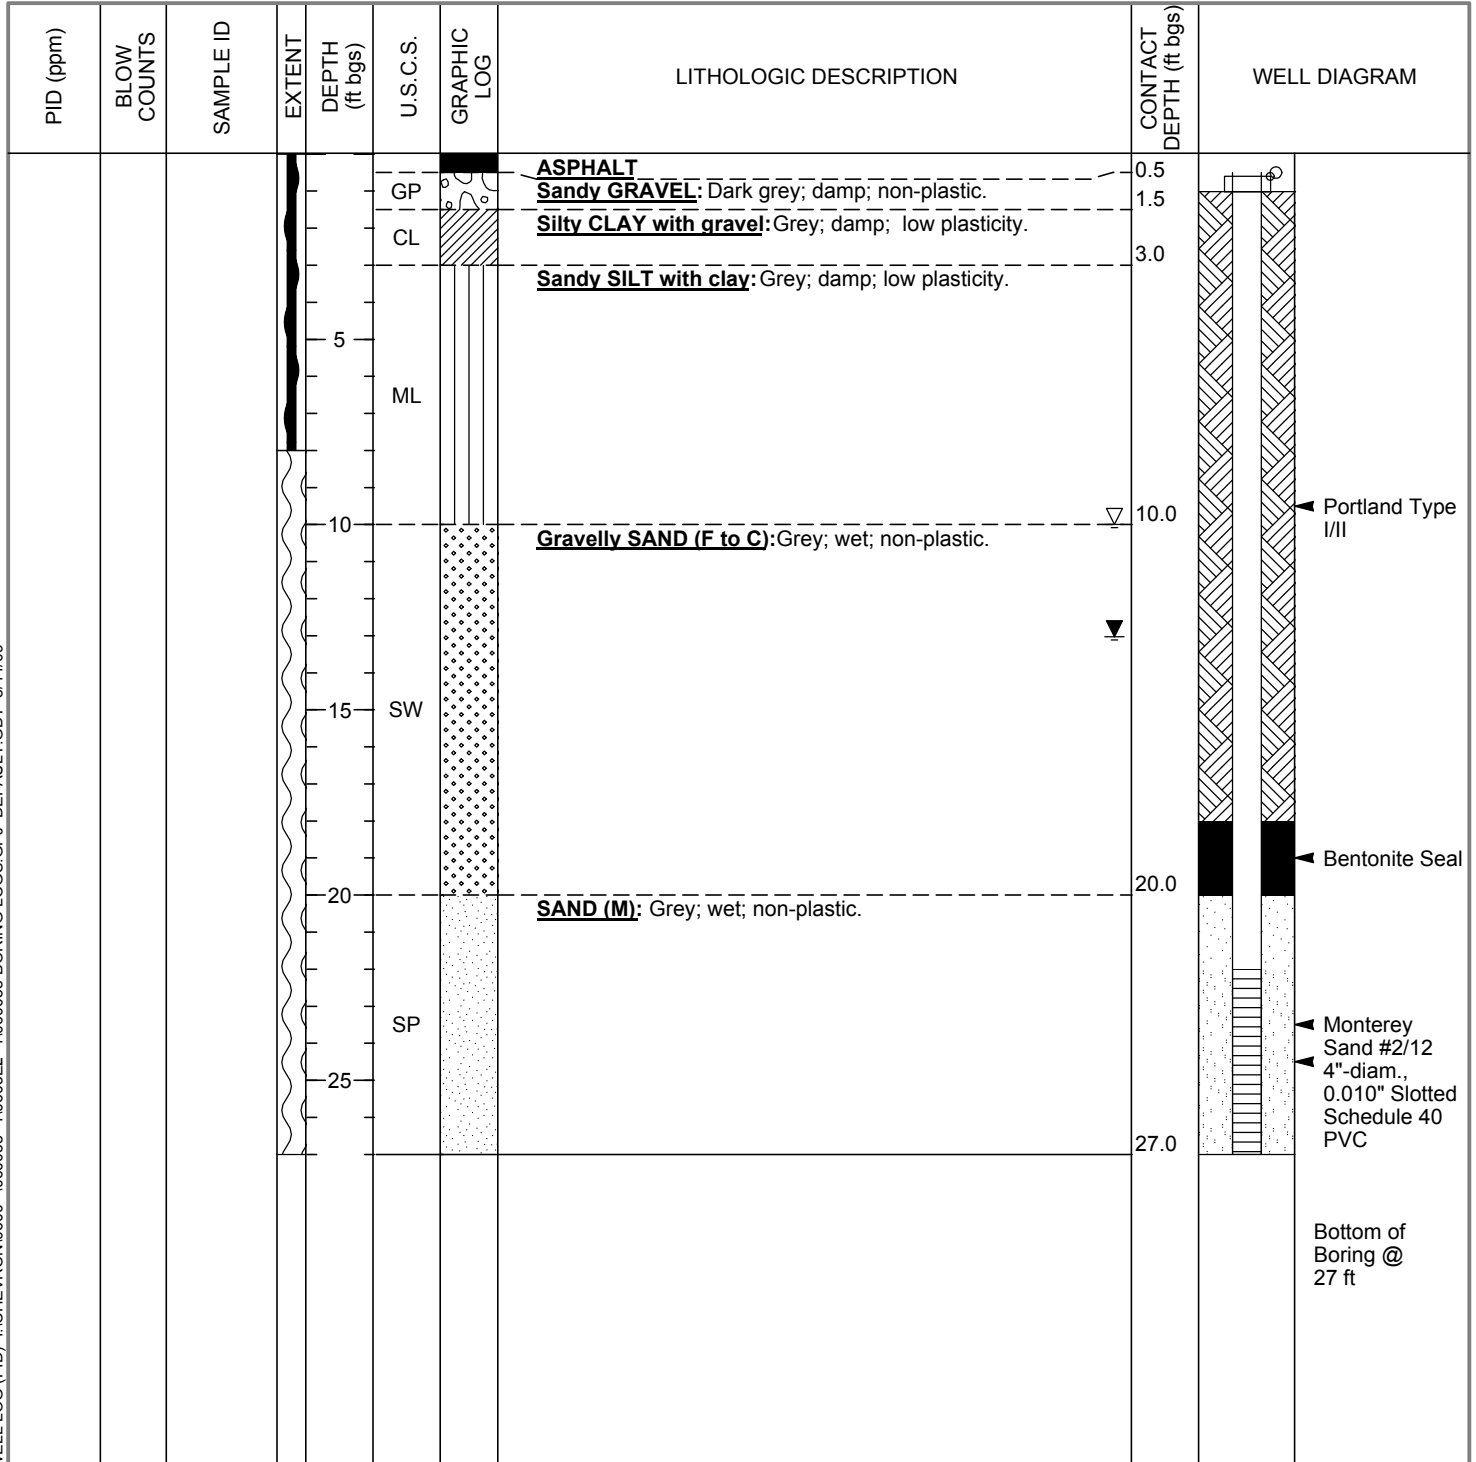 PID (ppm)
BLOW COUNTS
SAMPLE ID
EXTENT
DEPTH (ft bgs)
U.S.C.S.
GRAPHIC LOG
LITHOLOGIC DESCRIPTION
CONTACT DEPTH (ft bgs)
WELL DIAGRAM
ASPHALT
0.5
GP
Sandy GRAVEL: Dark grey; damp; non-plastic.
1.5
CL
Silty CLAY with gravel: Grey; damp; low plasticity.
3.0
Sandy SILT with clay: Grey; damp; low plasticity.
5
ML
10
10.0
Gravelly SAND (F to C): Grey; wet; non-plastic.
Portland Type
I/II
15
SW
Bentonite Seal
20
20.0
SAND (M): Grey; wet; non-plastic.
SP
Monterey
Sand #2/12
4"-diam.,
0.010" Slotted
Schedule 40
PVC
25
27.0
Bottom of
Boring @
27 ft